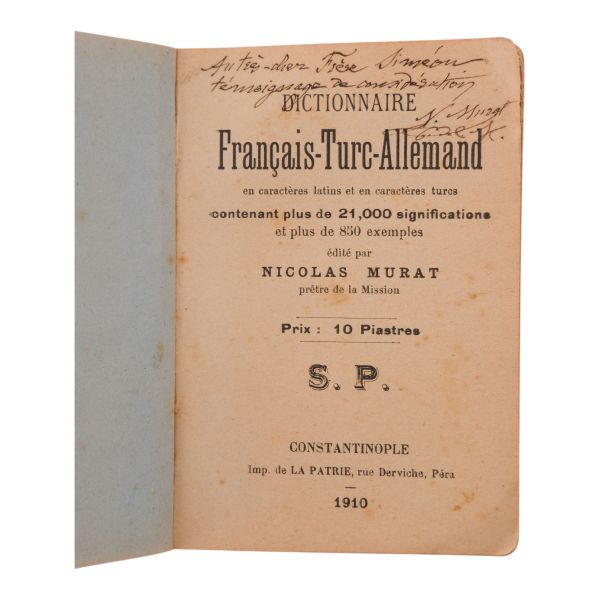 Au très-cher Frère Siméon
témoignage de considération
N. Murat
DICTIONNAIRE
Français-Turc-Allemand
en caractères latins et en caractères turcs
contenant plus de 21,000 significations
et plus de 850 exemples
édité par
NICOLAS MURAT
prêtre de la Mission
Prix : 10 Piastres
S. P.
CONSTANTINOPLE
Imp. de LA PATRIE, rue Derviche, Péra
1910